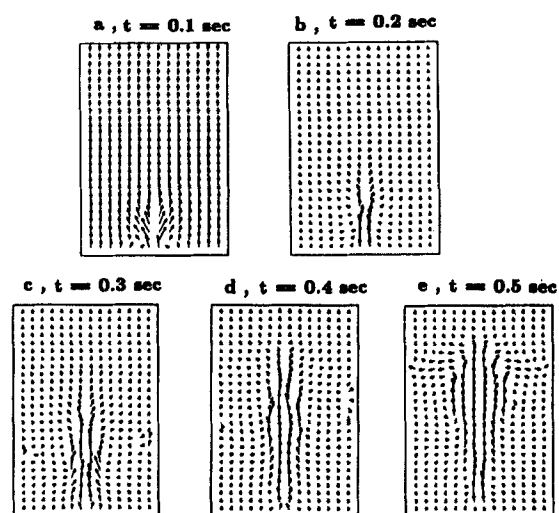 a , t = 0.1 sec
b , t = 0.2 sec
c , t = 0.3 sec
d , t = 0.4 sec
e , t = 0.5 sec